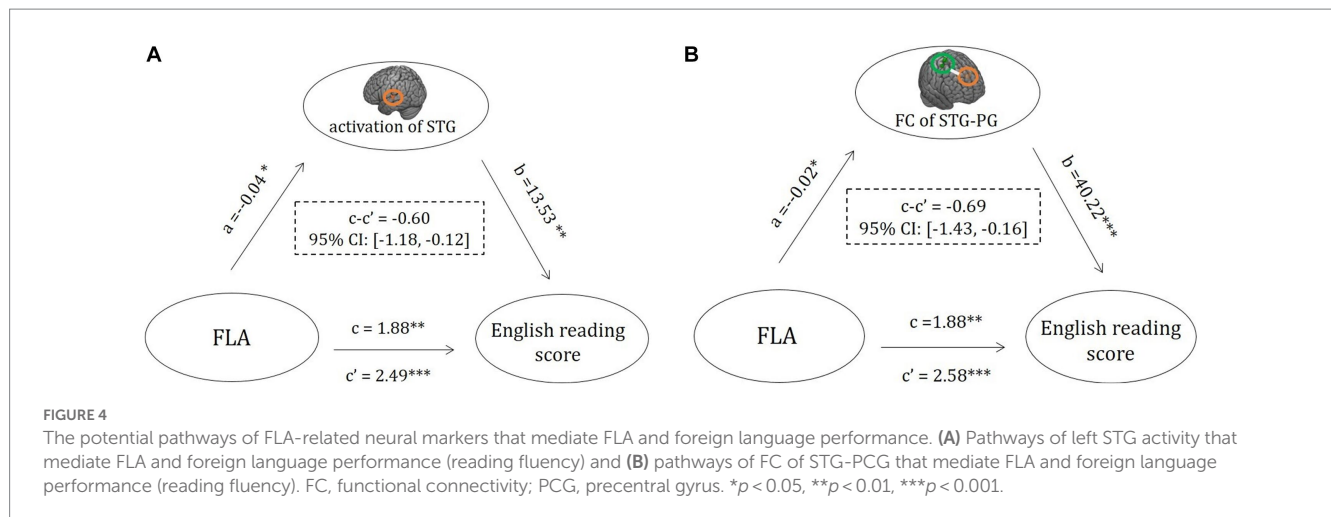 A
activation of STG
a =--0.04 *
b =13.53 **
c-c' = -0.60
95% CI: [-1.18, -0.12]
FLA
c = 1.88**
c' = 2.49***
English reading
score
B
FC of STG-PG
a =--0.02*
b =40.22***
c-c' = -0.69
95% CI: [-1.43, -0.16]
FLA
c =1.88**
c' = 2.58***
English reading
score
FIGURE 4
The potential pathways of FLA-related neural markers that mediate FLA and foreign language performance. (A) Pathways of left STG activity that
mediate FLA and foreign language performance (reading fluency) and (B) pathways of FC of STG-PCG that mediate FLA and foreign language
performance (reading fluency). FC, functional connectivity; PCG, precentral gyrus. *p < 0.05, **p < 0.01, ***p < 0.001.